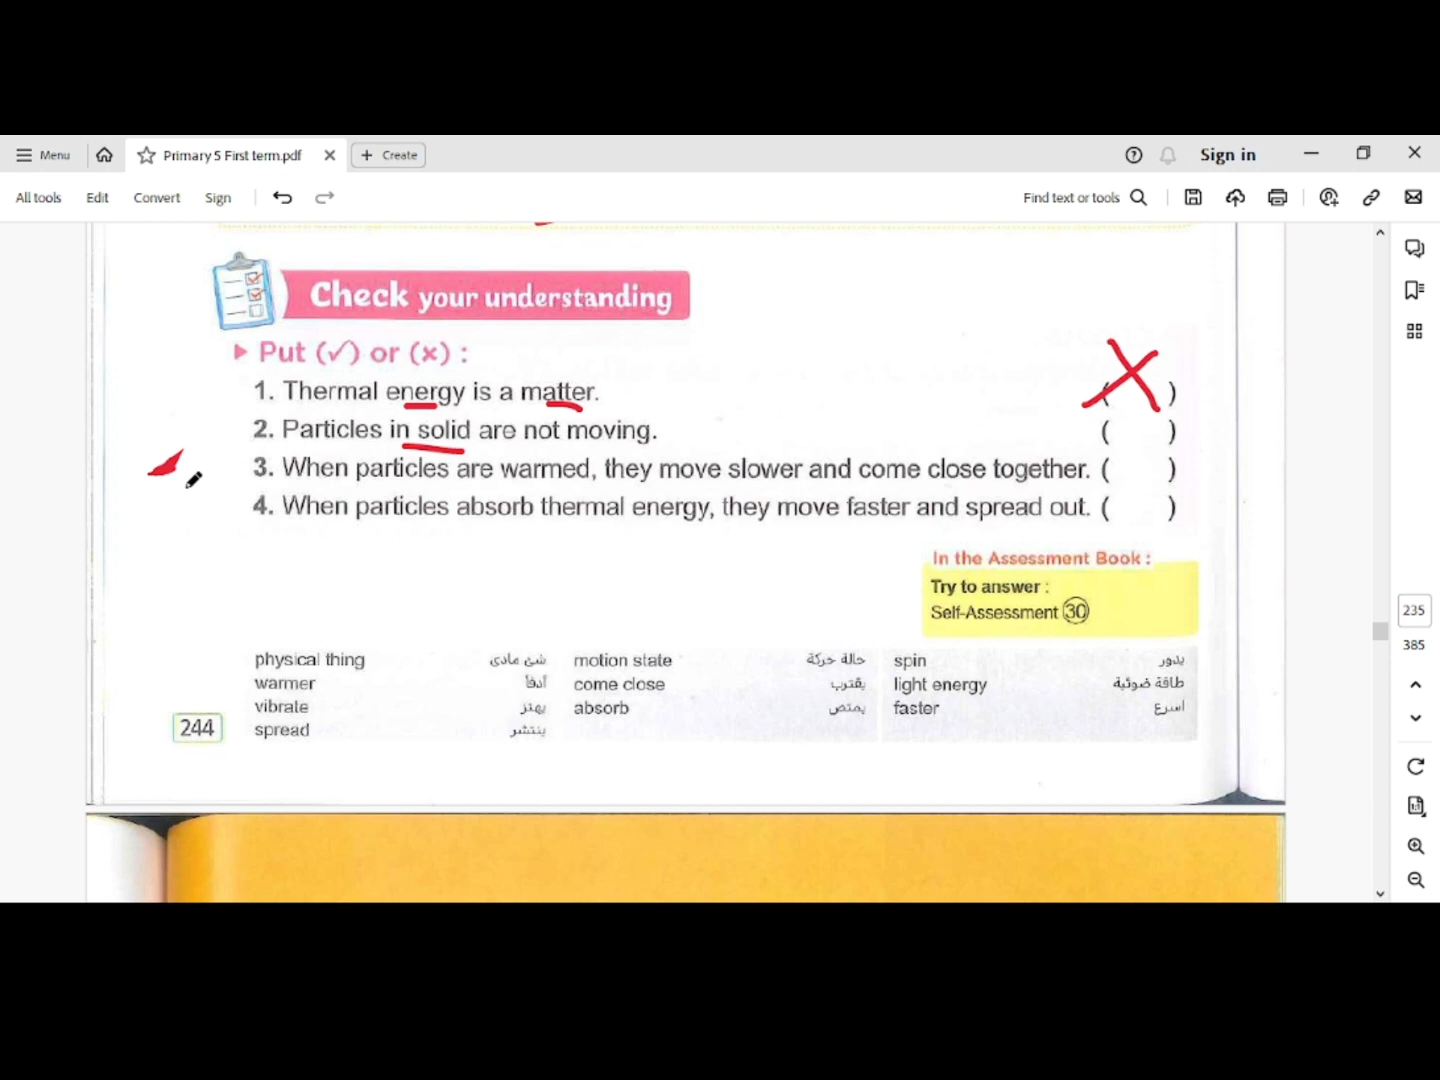 Menu
Primary 5 First term.pdf
Create
Sign in
All tools
Edit
Convert
Sign
Find text or tools
Check your understanding
Put (✓) or (×) :
1. Thermal energy is a matter. ( X )
2. Particles in solid are not moving. ( )
3. When particles are warmed, they move slower and come close together. ( )
4. When particles absorb thermal energy, they move faster and spread out. ( )
In the Assessment Book :
Try to answer :
Self-Assessment 30
physical thing شئ مادى motion state حالة حركة spin يدور
warmer أدفأ come close يقترب light energy طاقة ضوئية
vibrate يهتز absorb يمتص faster اسرع
spread ينتشر
244
235
385